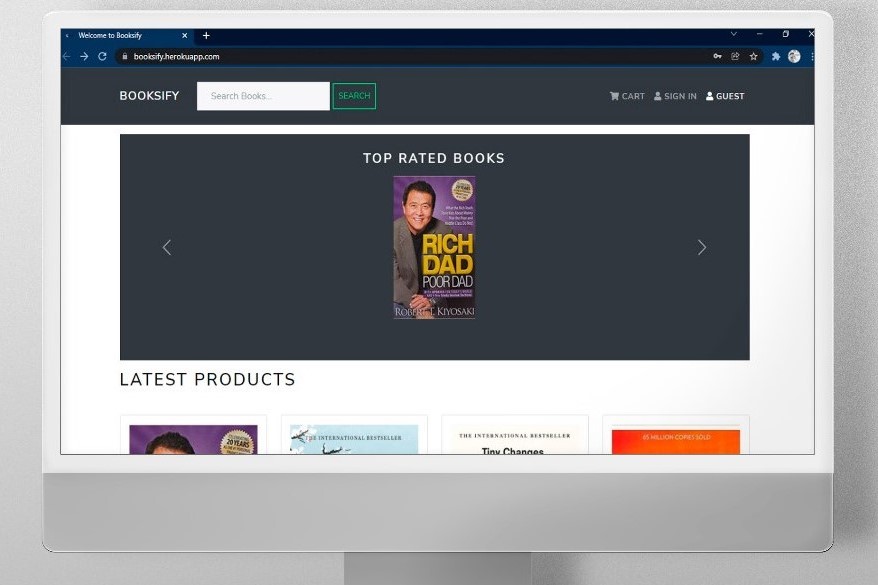 Welcome to Booksify
booksify.herokuapp.com
BOOKSIFY
Search Books...
SEARCH
CART
SIGN IN
GUEST
TOP RATED BOOKS
RICH
DAD
POOR DAD
ROBERT T. KIYOSAKI
LATEST PRODUCTS
CELEBRATING
20 YEARS
THE INTERNATIONAL BESTSELLER
THE INTERNATIONAL BESTSELLER
Tiny Changes,
65 MILLION COPIES SOLD